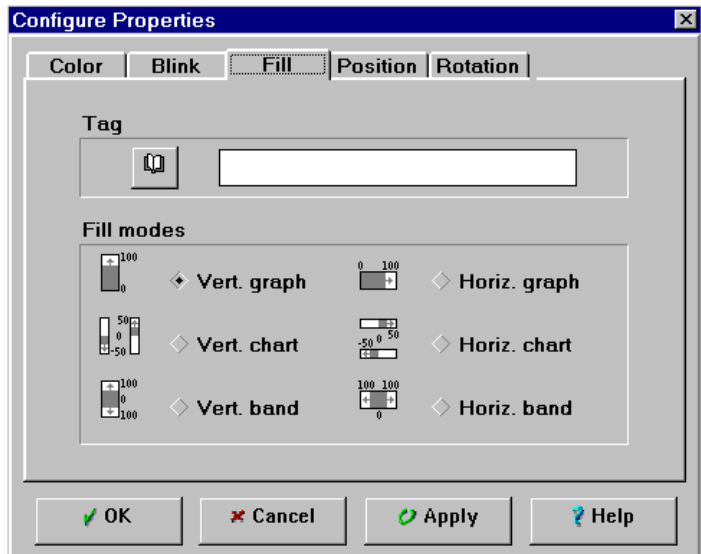 Configure Properties
Color Blink Fill Position Rotation
Tag
Fill modes
100
0
Vert. graph
0 100
Horiz. graph
50
0
-50
Vert. chart
-50 0 50
Horiz. chart
100
0
100
Vert. band
100 100
0
Horiz. band
OK Cancel Apply Help